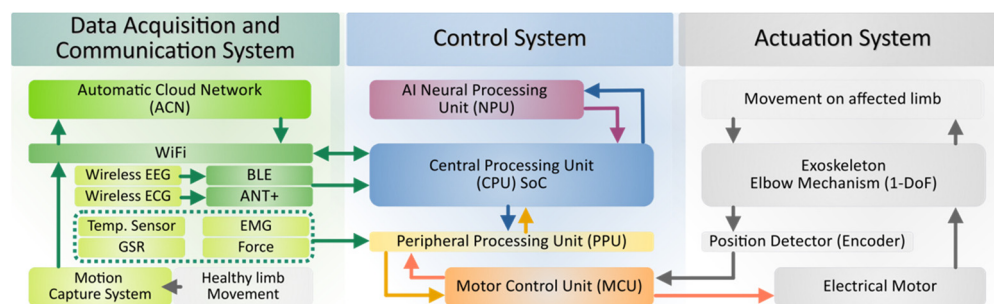 Data Acquisition and
Communication System
Control System
Actuation System
Automatic Cloud Network
(ACN)
WiFi
Wireless EEG
BLE
Wireless ECG
ANT+
Temp. Sensor
EMG
GSR
Force
Motion
Capture System
Healthy limb
Movement
AI Neural Processing
Unit (NPU)
Central Processing Unit
(CPU) SoC
Peripheral Processing Unit (PPU)
Motor Control Unit (MCU)
Movement on affected limb
Exoskeleton
Elbow Mechanism (1-DoF)
Position Detector (Encoder)
Electrical Motor